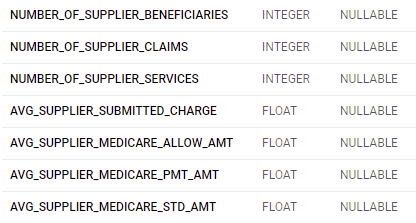 NUMBER_OF_SUPPLIER_BENEFICIARIES INTEGER NULLABLE
NUMBER_OF_SUPPLIER_CLAIMS INTEGER NULLABLE
NUMBER_OF_SUPPLIER_SERVICES INTEGER NULLABLE
AVG_SUPPLIER_SUBMITTED_CHARGE FLOAT NULLABLE
AVG_SUPPLIER_MEDICARE_ALLOW_AMT FLOAT NULLABLE
AVG_SUPPLIER_MEDICARE_PMT_AMT FLOAT NULLABLE
AVG_SUPPLIER_MEDICARE_STD_AMT FLOAT NULLABLE